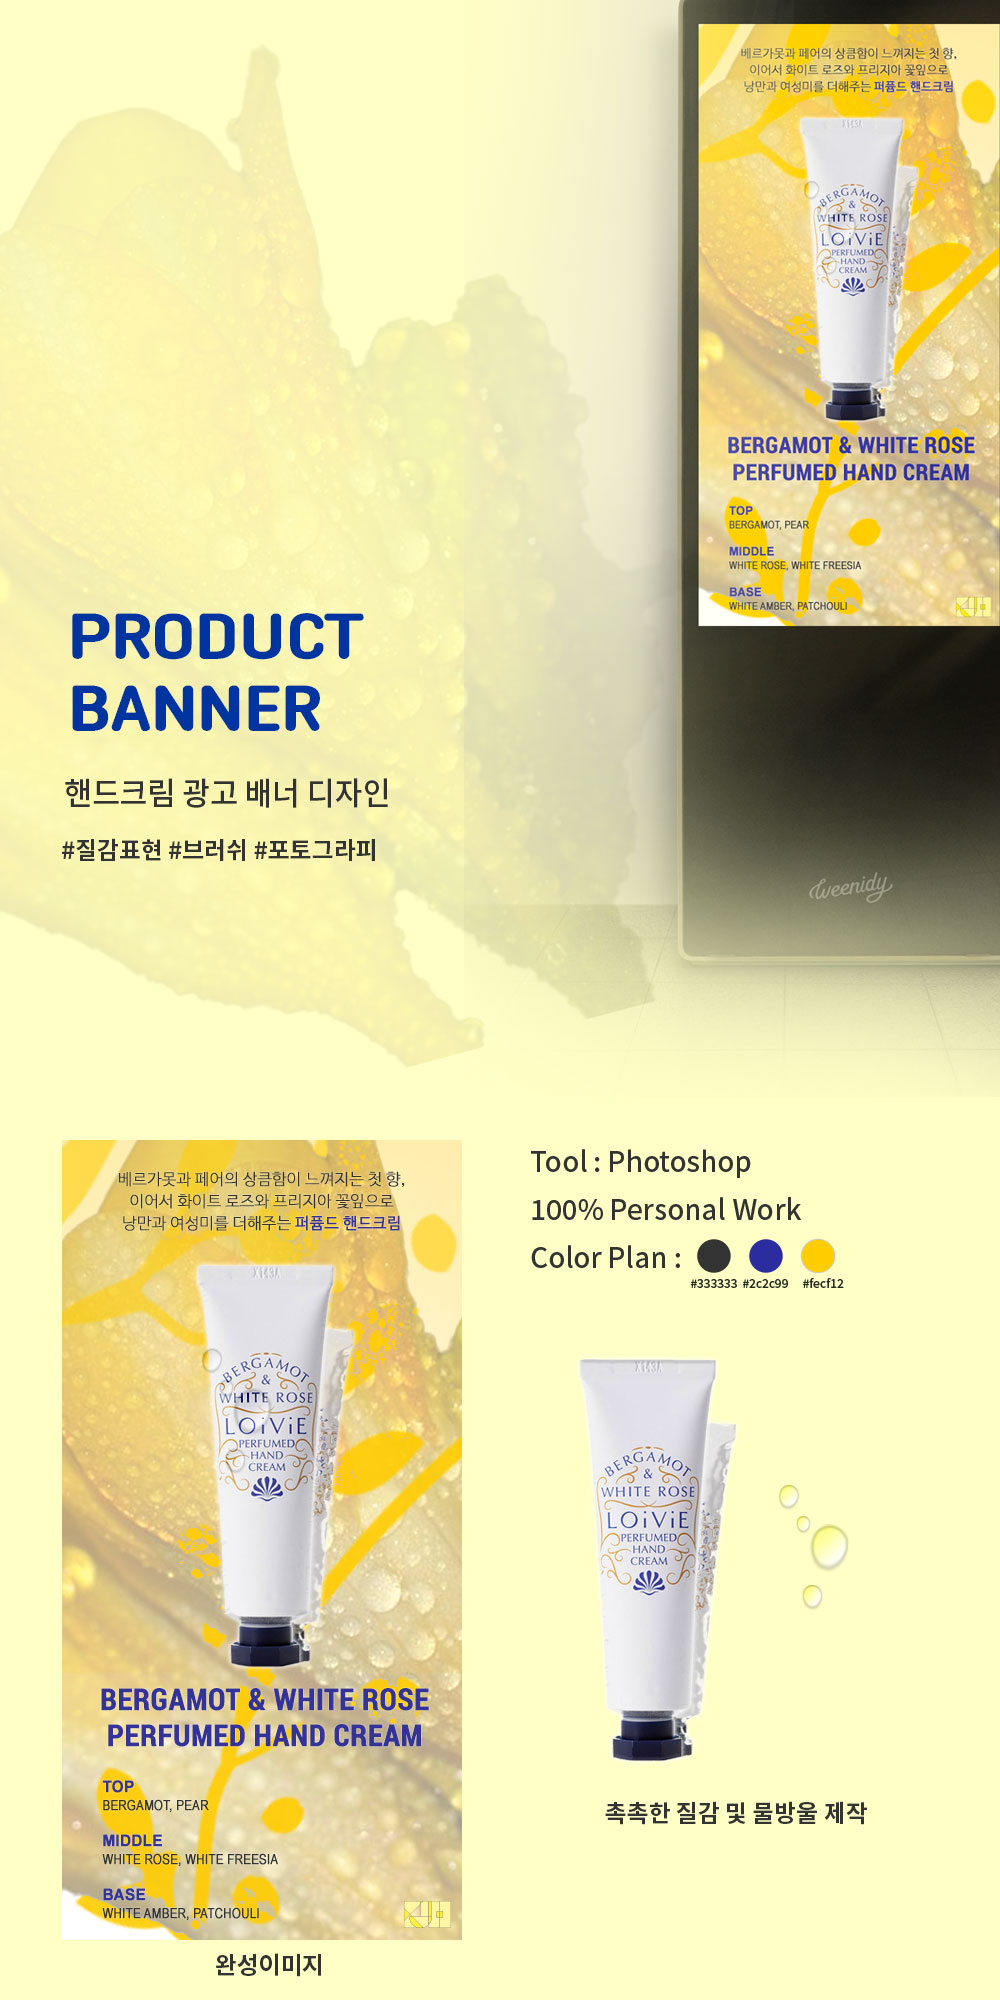 베르가못과 페어의 상큼함이 느껴지는 첫 향,
이어서 화이트 로즈와 프리지아 꽃잎으로
낭만과 여성미를 더해주는 퍼퓸드 핸드크림
X143A
BERGAMOT
&
WHITE ROSE
LOiViE
PERFUMED
HAND
CREAM
BERGAMOT & WHITE ROSE
PERFUMED HAND CREAM
TOP
BERGAMOT, PEAR
MIDDLE
WHITE ROSE, WHITE FREESIA
BASE
WHITE AMBER, PATCHOULI
Weenidy
PRODUCT
BANNER
핸드크림 광고 배너 디자인
#질감표현 #브러쉬 #포토그라피
베르가못과 페어의 상큼함이 느껴지는 첫 향,
이어서 화이트 로즈와 프리지아 꽃잎으로
낭만과 여성미를 더해주는 퍼퓸드 핸드크림
X143A
BERGAMOT
&
WHITE ROSE
LOiViE
PERFUMED
HAND
CREAM
BERGAMOT & WHITE ROSE
PERFUMED HAND CREAM
TOP
BERGAMOT, PEAR
MIDDLE
WHITE ROSE, WHITE FREESIA
BASE
WHITE AMBER, PATCHOULI
완성이미지
Tool : Photoshop
100% Personal Work
Color Plan :
#333333 #2c2c99 #fecf12
X143A
BERGAMOT
&
WHITE ROSE
LOiViE
PERFUMED
HAND
CREAM
촉촉한 질감 및 물방울 제작